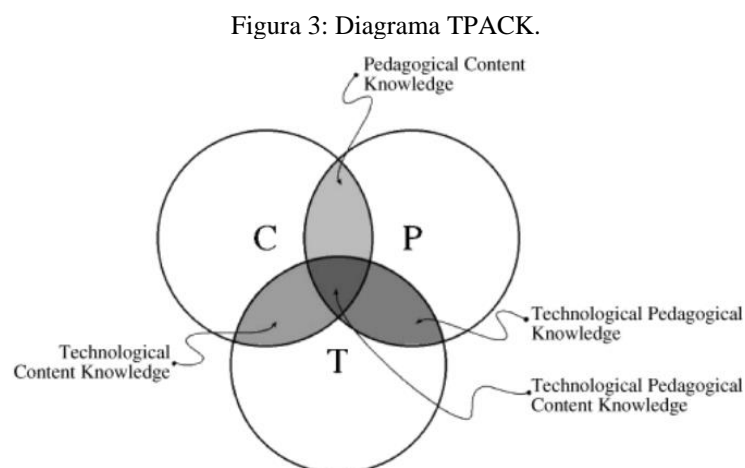 Figura 3: Diagrama TPACK.
Pedagogical Content
Knowledge
C
P
Technological Pedagogical
Knowledge
Technological
Content Knowledge
T
Technological Pedagogical
Content Knowledge